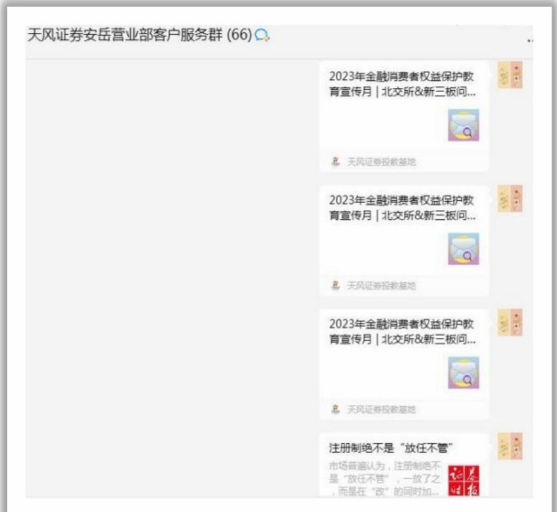 天风证券安岳营业部客户服务群 (66)
2023年金融消费者权益保护教
育宣传月 | 北交所&新三板问...
天风证券投教基地
2023年金融消费者权益保护教
育宣传月 | 北交所&新三板问...
天风证券投教基地
2023年金融消费者权益保护教
育宣传月 | 北交所&新三板问...
天风证券投教基地
注册制绝不是“放任不管”
市场普遍认为，注册制绝不
是“放任不管”，一放了之
，而是在“放”的同时加...